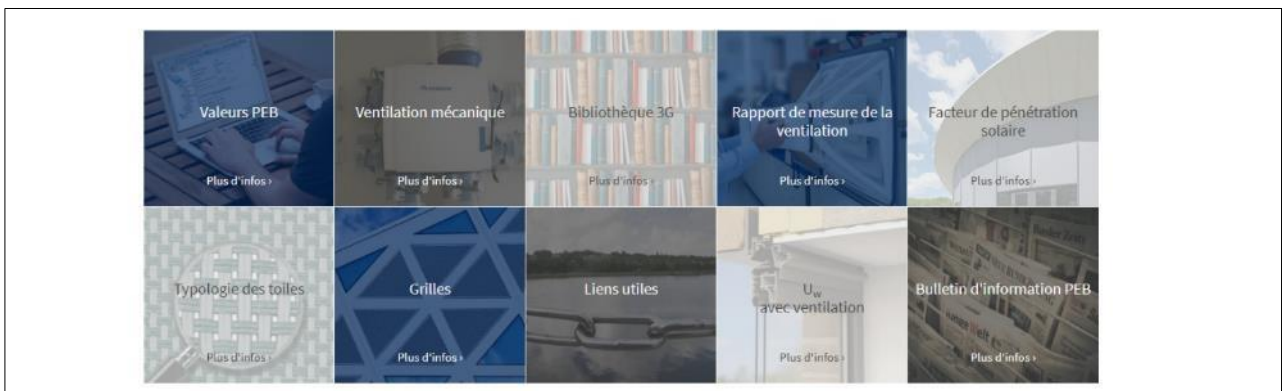 Valeurs PEB
Plus d'infos ›
Ventilation mécanique
Plus d'infos ›
Bibliothèque 3G
Plus d'infos ›
Rapport de mesure de la
ventilation
Plus d'infos ›
Facteur de pénétration
solaire
Plus d'infos ›
Typologie des toiles
Plus d'infos ›
Grilles
Plus d'infos ›
Liens utiles
Plus d'infos ›
Uw
avec ventilation
Plus d'infos ›
Bulletin d'information PEB
Plus d'infos ›